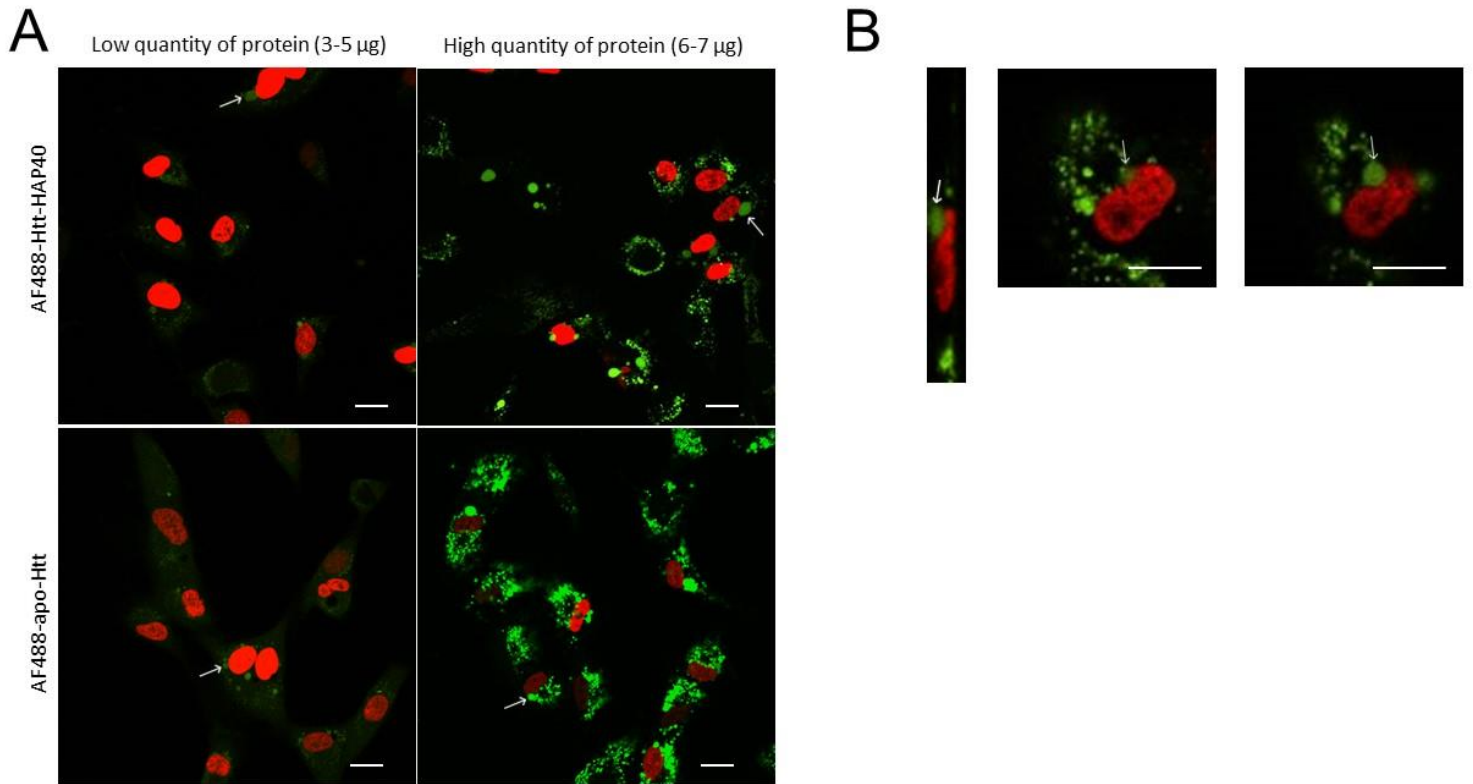 A
Low quantity of protein (3-5 µg)
High quantity of protein (6-7 µg)
B
AF488-Htt-HAP40
AF488-apo-Htt